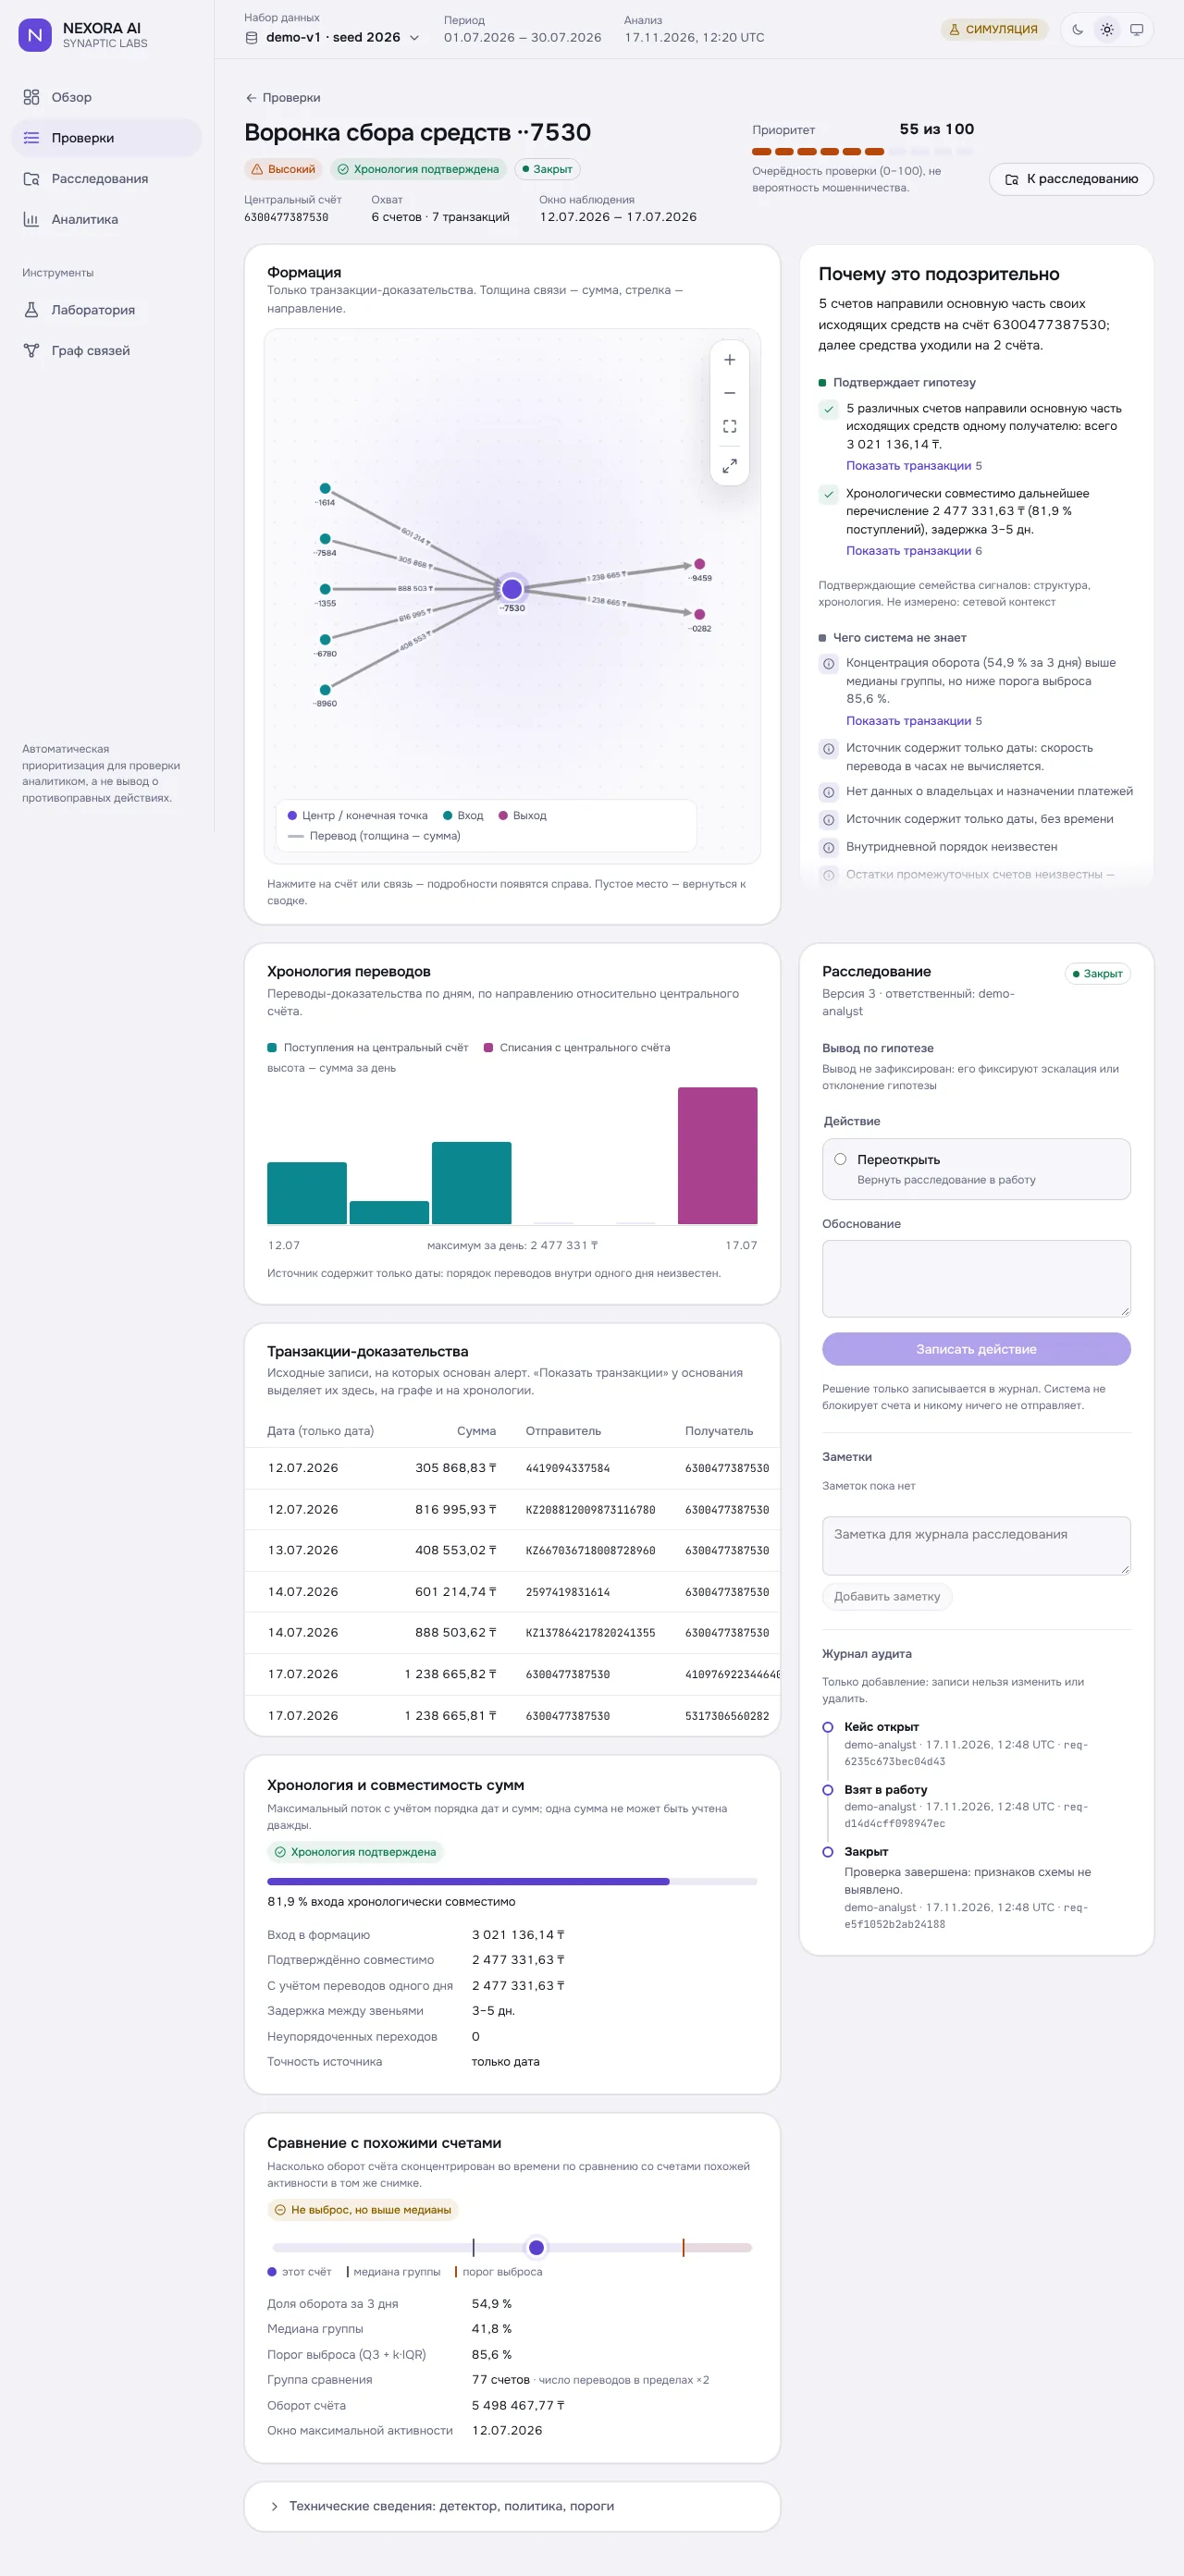 NEXORA AI
SYNAPTIC LABS
Обзор
Проверки
Расследования
Аналитика
Инструменты
Лаборатория
Граф связей
Автоматическая
приоритизация для проверки
аналитиком, а не вывод о
противоправных действиях.
Набор данных
demo-v1 · seed 2026
Период
01.07.2026 — 30.07.2026
Анализ
17.11.2026, 12:20 UTC
СИМУЛЯЦИЯ
Проверки
Воронка сбора средств ··7530
Высокий
Хронология подтверждена
Закрыт
Центральный счёт
6300477387530
Охват
6 счетов · 7 транзакций
Окно наблюдения
12.07.2026 — 17.07.2026
Приоритет
55 из 100
Очерёдность проверки (0–100), не
вероятность мошенничества.
К расследованию
Формация
Только транзакции-доказательства. Толщина связи — сумма, стрелка —
направление.
··1614
··7584
··1355
··6780
··8960
601 214 ₸
305 868 ₸
888 503 ₸
816 995 ₸
408 553 ₸
··7530
1 238 665 ₸
1 238 665 ₸
··9459
··0282
Центр / конечная точка
Вход
Выход
Перевод (толщина — сумма)
Нажмите на счёт или связь — подробности появятся справа. Пустое место — вернуться к
сводке.
Почему это подозрительно
5 счетов направили основную часть своих
исходящих средств на счёт 6300477387530;
далее средства уходили на 2 счёта.
Подтверждает гипотезу
5 различных счетов направили основную часть
исходящих средств одному получателю: всего
3 021 136,14 ₸.
Показать транзакции 5
Хронологически совместимо дальнейшее
перечисление 2 477 331,63 ₸ (81,9 %
поступлений), задержка 3–5 дн.
Показать транзакции 6
Подтверждающие семейства сигналов: структура,
хронология. Не измерено: сетевой контекст
Чего система не знает
Концентрация оборота (54,9 % за 3 дня) выше
медианы группы, но ниже порога выброса
85,6 %.
Показать транзакции 5
Источник содержит только даты: скорость
перевода в часах не вычисляется.
Нет данных о владельцах и назначении платежей
Источник содержит только даты, без времени
Внутридневной порядок неизвестен
Остатки промежуточных счетов неизвестны —
Хронология переводов
Переводы-доказательства по дням, по направлению относительно центрального
счёта.
Поступления на центральный счёт
Списания с центрального счёта
высота — сумма за день
12.07
максимум за день: 2 477 331 ₸
17.07
Источник содержит только даты: порядок переводов внутри одного дня неизвестен.
Транзакции-доказательства
Исходные записи, на которых основан алерт. «Показать транзакции» у основания
выделяет их здесь, на графе и на хронологии.
Дата (только дата) Сумма Отправитель Получатель
12.07.2026 305 868,83 ₸ 4419094337584 6300477387530
12.07.2026 816 995,93 ₸ KZ208812009873116780 6300477387530
13.07.2026 408 553,02 ₸ KZ667036718008728960 6300477387530
14.07.2026 601 214,74 ₸ 2597419831614 6300477387530
14.07.2026 888 503,62 ₸ KZ137864217820241355 6300477387530
17.07.2026 1 238 665,82 ₸ 6300477387530 410976922344640
17.07.2026 1 238 665,81 ₸ 6300477387530 5317306560282
Хронология и совместимость сумм
Максимальный поток с учётом порядка дат и сумм; одна сумма не может быть учтена
дважды.
Хронология подтверждена
81,9 % входа хронологически совместимо
Вход в формацию 3 021 136,14 ₸
Подтверждённо совместимо 2 477 331,63 ₸
С учётом переводов одного дня 2 477 331,63 ₸
Задержка между звеньями 3–5 дн.
Неупорядоченных переходов 0
Точность источника только дата
Сравнение с похожими счетами
Насколько оборот счёта сконцентрирован во времени по сравнению со счетами похожей
активности в том же снимке.
Не выброс, но выше медианы
этот счёт
медиана группы
порог выброса
Доля оборота за 3 дня 54,9 %
Медиана группы 41,8 %
Порог выброса (Q3 + k·IQR) 85,6 %
Группа сравнения 77 счетов · число переводов в пределах ×2
Оборот счёта 5 498 467,77 ₸
Окно максимальной активности 12.07.2026
Технические сведения: детектор, политика, пороги
Расследование
Закрыт
Версия 3 · ответственный: demo-
analyst
Вывод по гипотезе
Вывод не зафиксирован: его фиксируют эскалация или
отклонение гипотезы
Действие
Переоткрыть
Вернуть расследование в работу
Обоснование
Записать действие
Решение только записывается в журнал. Система не
блокирует счета и никому ничего не отправляет.
Заметки
Заметок пока нет
Заметка для журнала расследования
Добавить заметку
Журнал аудита
Только добавление: записи нельзя изменить или
удалить.
Кейс открыт
demo-analyst · 17.11.2026, 12:48 UTC · req-
6235c673bec04d43
Взят в работу
demo-analyst · 17.11.2026, 12:48 UTC · req-
d14d4cff098947ec
Закрыт
Проверка завершена: признаков схемы не
выявлено.
demo-analyst · 17.11.2026, 12:48 UTC · req-
e5f1052b2ab24188